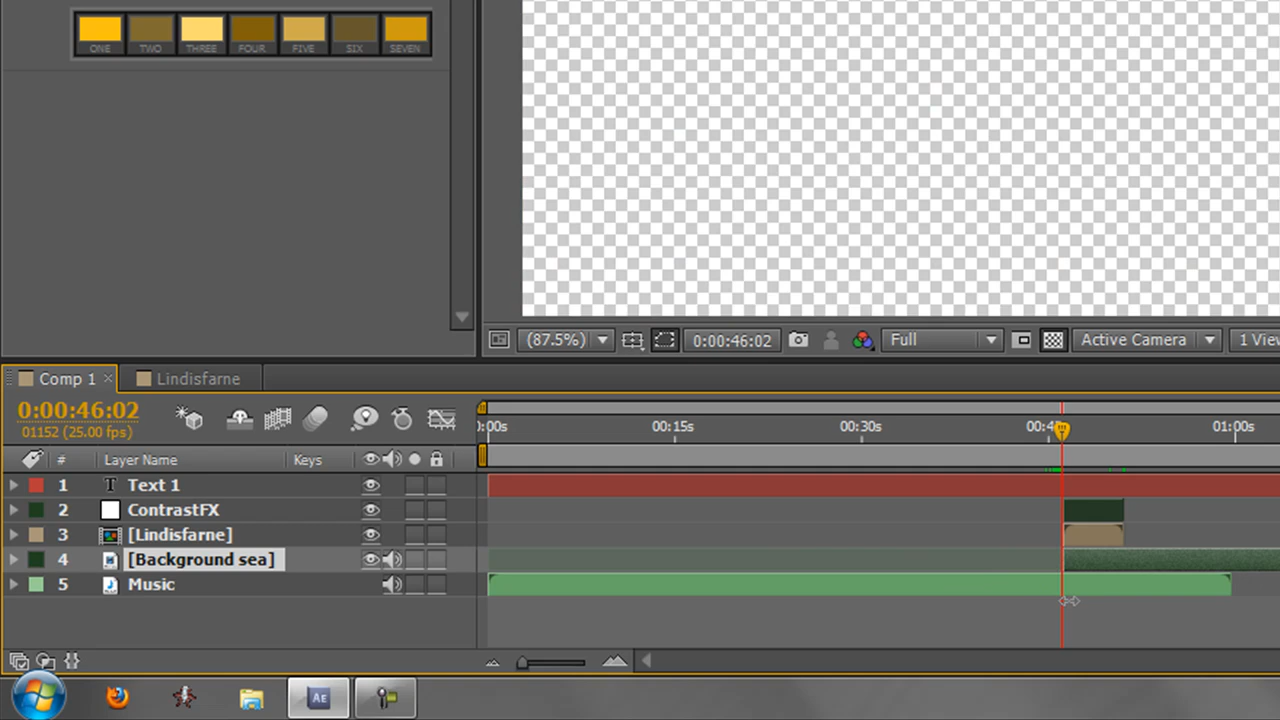 ONE TWO THREE FOUR FIVE SIX SEVEN
(87.5%) 0:00:46:02 Full Active Camera 1 View
Comp 1 × Lindisfarne
0:00:46:02
01152 (25.00 fps)
:00s 00:15s 00:30s 00:4 01:00s
# Layer Name Keys
1 T Text 1
2 ContrastFX
3 [Lindisfarne]
4 [Background sea]
5 Music
Ae